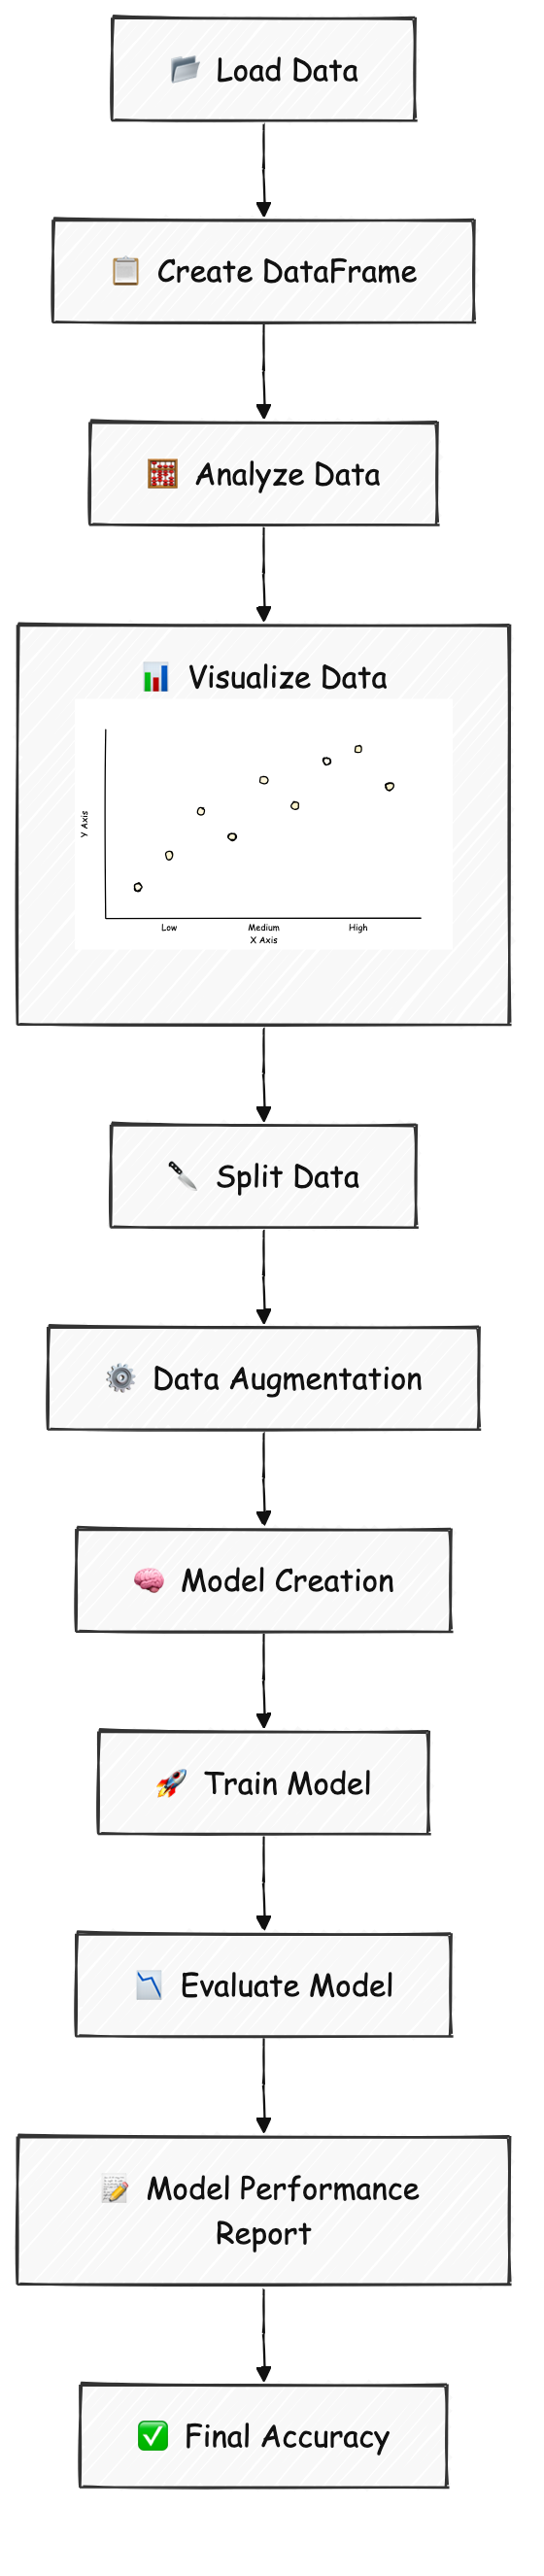 Load Data
Create DataFrame
Analyze Data
Visualize Data
Y Axis
Low Medium High
X Axis
Split Data
Data Augmentation
Model Creation
Train Model
Evaluate Model
Model Performance
Report
Final Accuracy